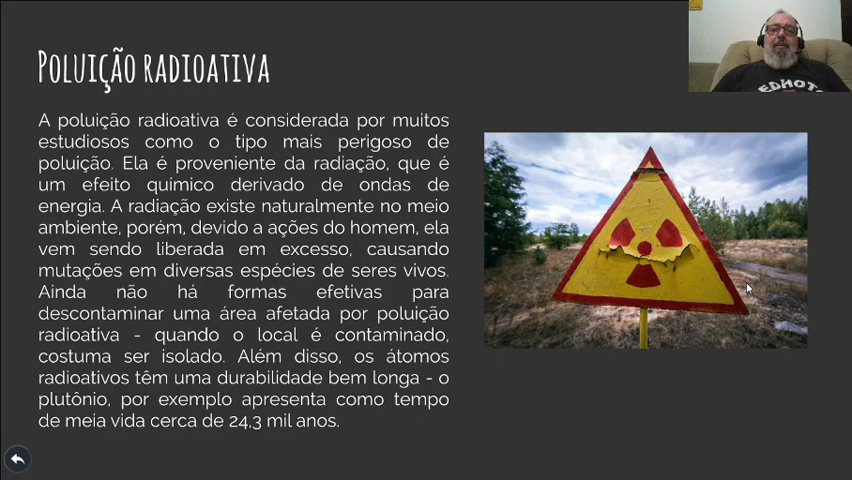 POLUIÇÃO RADIOATIVA
A poluição radioativa é considerada por muitos
estudiosos como o tipo mais perigoso de
poluição. Ela é proveniente da radiação, que é
um efeito químico derivado de ondas de
energia. A radiação existe naturalmente no meio
ambiente, porém, devido a ações do homem, ela
vem sendo liberada em excesso, causando
mutações em diversas espécies de seres vivos.
Ainda não há formas efetivas para
descontaminar uma área afetada por poluição
radioativa - quando o local é contaminado,
costuma ser isolado. Além disso, os átomos
radioativos têm uma durabilidade bem longa - o
plutônio, por exemplo apresenta como tempo
de meia vida cerca de 24,3 mil anos.